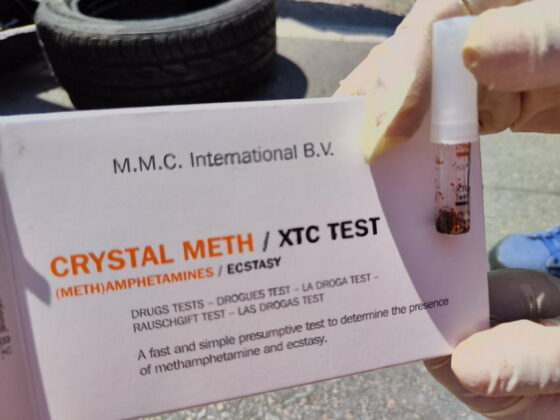 M.M.C. International B.V.
CRYSTAL METH / XTC TEST
(METH)AMPHETAMINES / ECSTASY
DRUGS TESTS – DROGUES TEST – LA DROGA TEST –
RAUSCHGIFT TEST – LAS DROGAS TEST
A fast and simple presumptive test to determine the presence
of methamphetamine and ecstasy.
B.V.